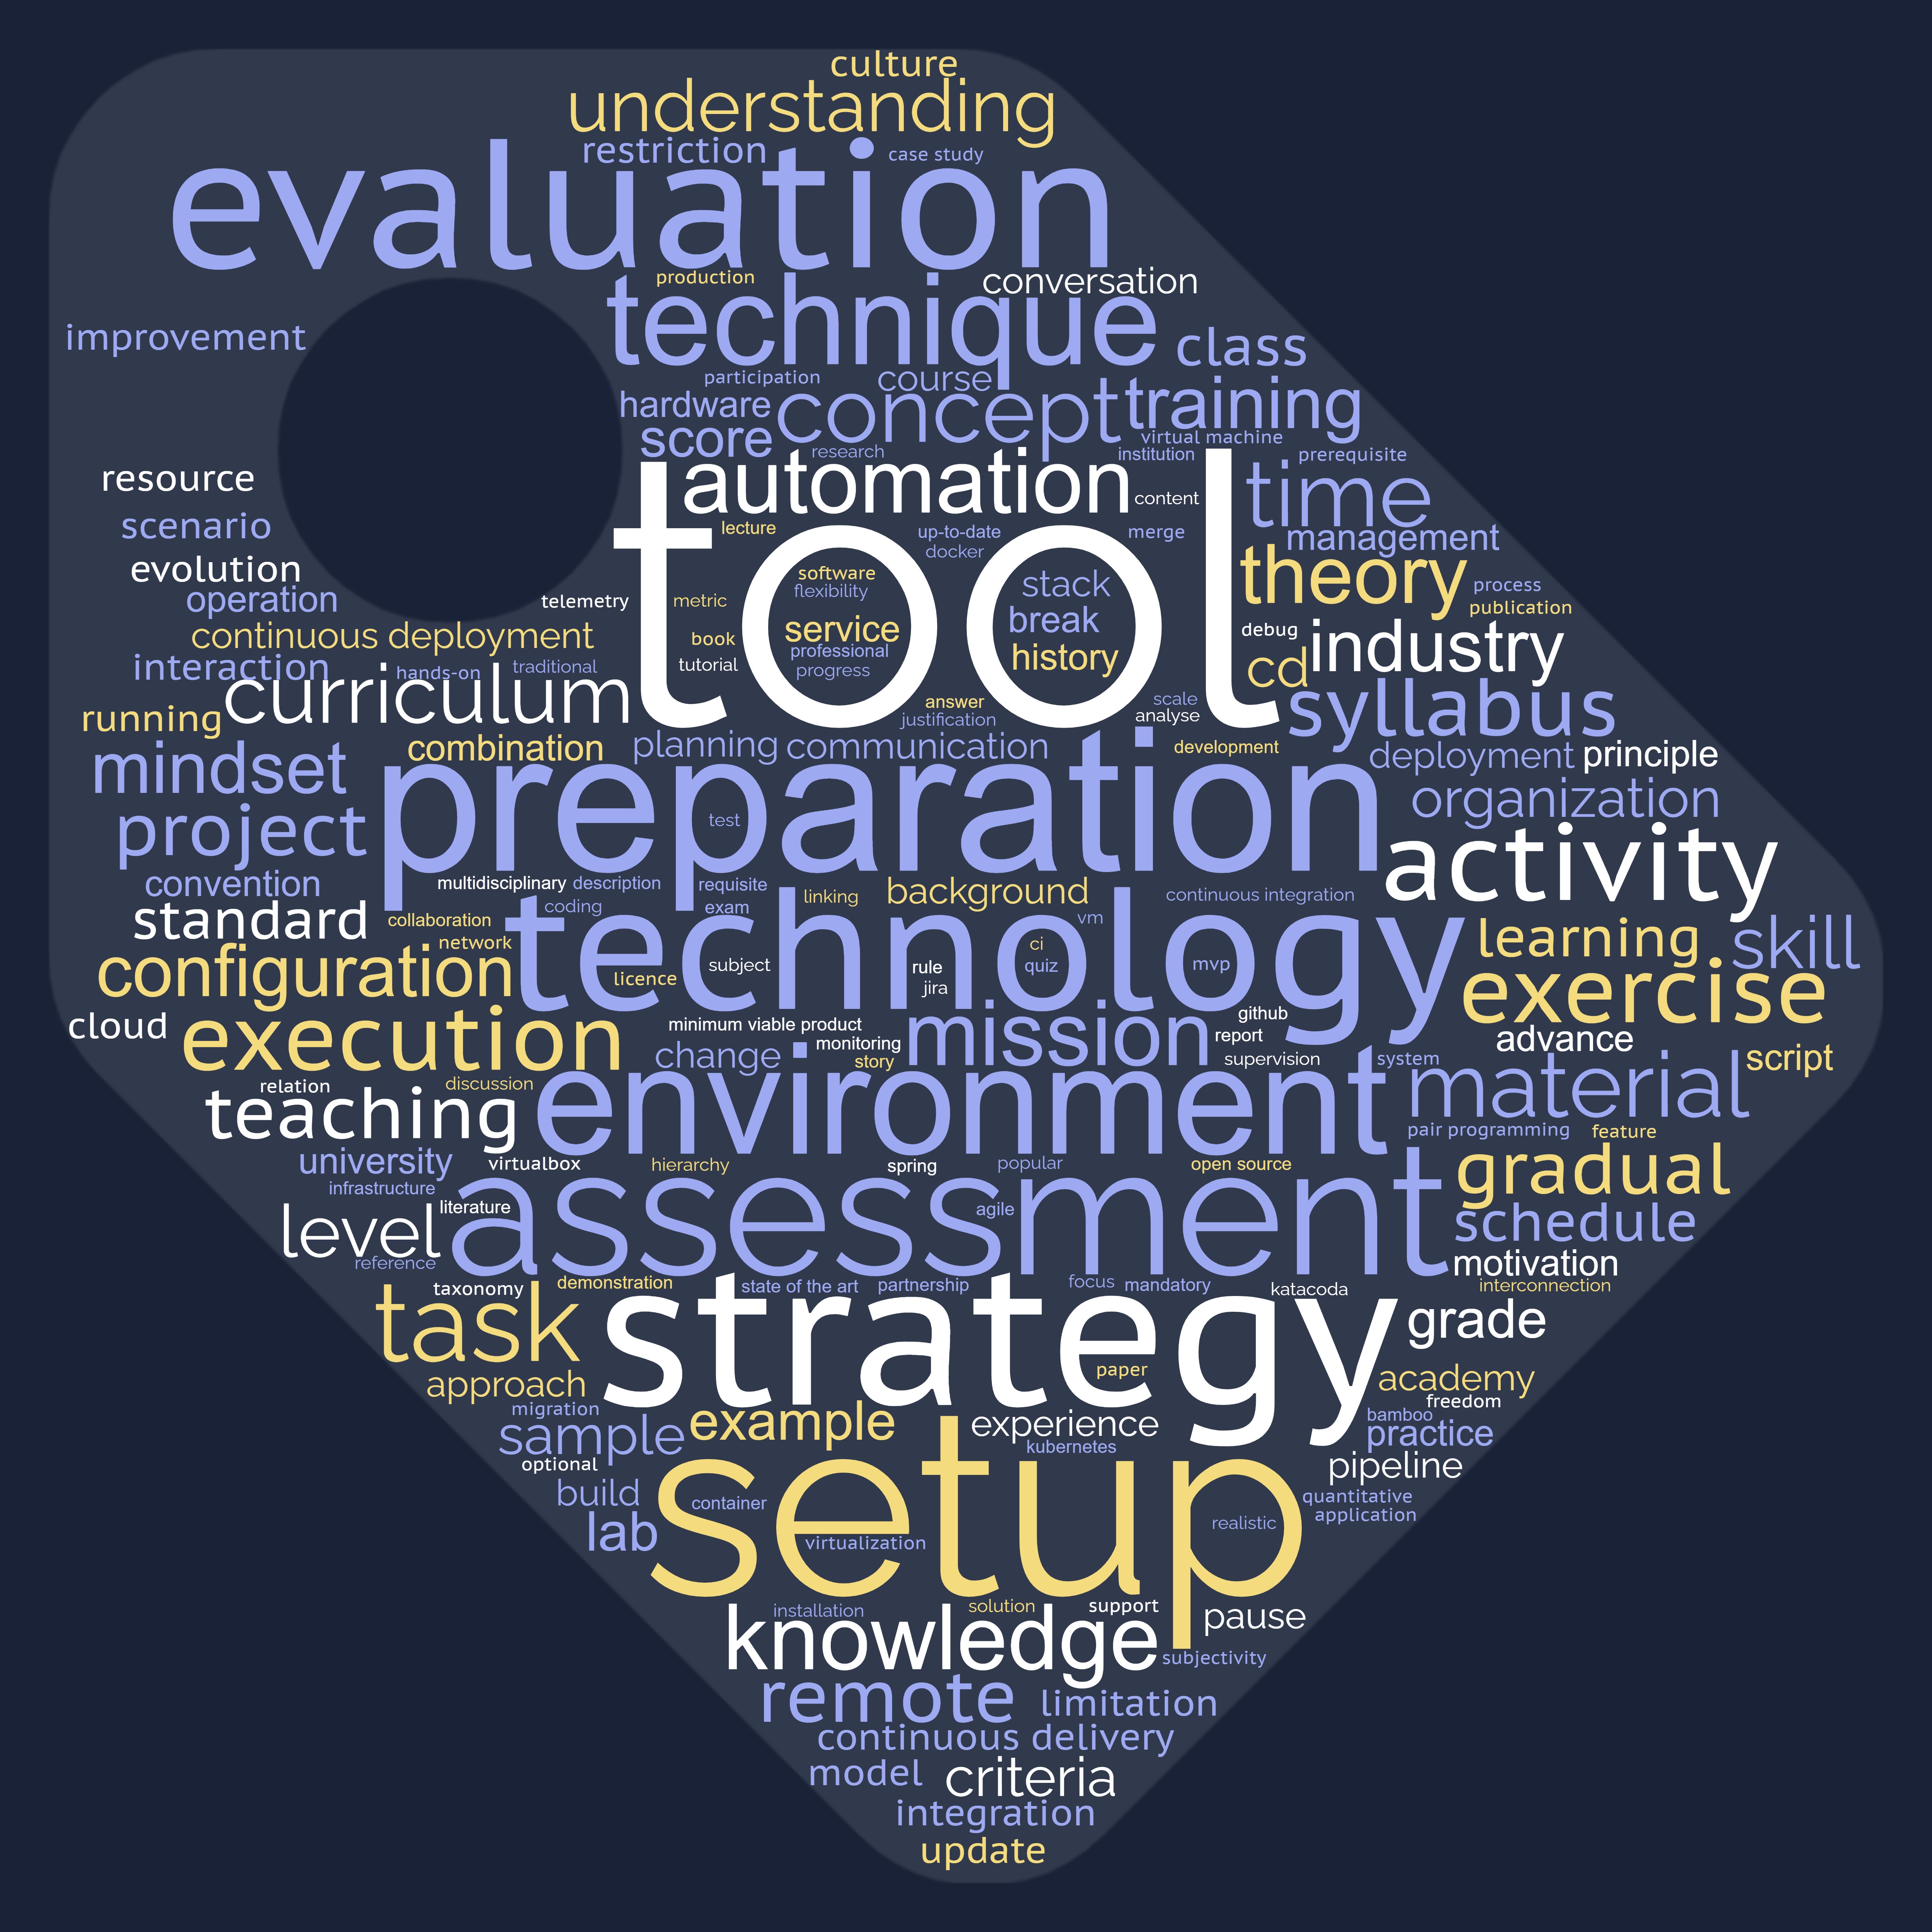 culture
understanding
restriction
case study
evaluation
production
conversation
technique
improvement
class
participation
course
hardware
concept
training
score
research
virtual machine
institution
prerequisite
automation
resource
content
time
scenario
lecture
up-to-date
merge
management
docker
tool
evolution
software
stack
theory
process
operation
telemetry
metric
flexibility
break
publication
continuous deployment
book
service
history
debug
industry
interaction
hands-on
traditional
tutorial
professional
progress
cd
curriculum
running
answer
justification
scale
analyse
syllabus
mindset
combination
planning
communication
development
deployment
principle
preparation
organization
project
test
activity
convention
multidisciplinary
description
requisite
linking
background
continuous integration
standard
collaboration
coding
exam
vm
learning
skill
network
ci
configuration
technology
licence
subject
rule
quiz
mvp
jira
exercise
cloud
execution
minimum viable product
mission
github
report
advance
monitoring
change
story
supervision
system
script
relation
discussion
environment
material
teaching
pair programming
feature
university
virtualbox
hierarchy
spring
popular
open source
gradual
infrastructure
literature
assessment
agile
schedule
level
reference
motivation
taxonomy
demonstration
state of the art
partnership
focus
mandatory
katacoda
interconnection
task
strategy
grade
approach
paper
academy
migration
freedom
sample
example
experience
bamboo
practice
kubernetes
optional
pipeline
build
container
setup
quantitative
lab
virtualization
realistic
application
installation
solution
support
pause
knowledge
subjectivity
remote
limitation
continuous delivery
model
criteria
integration
update